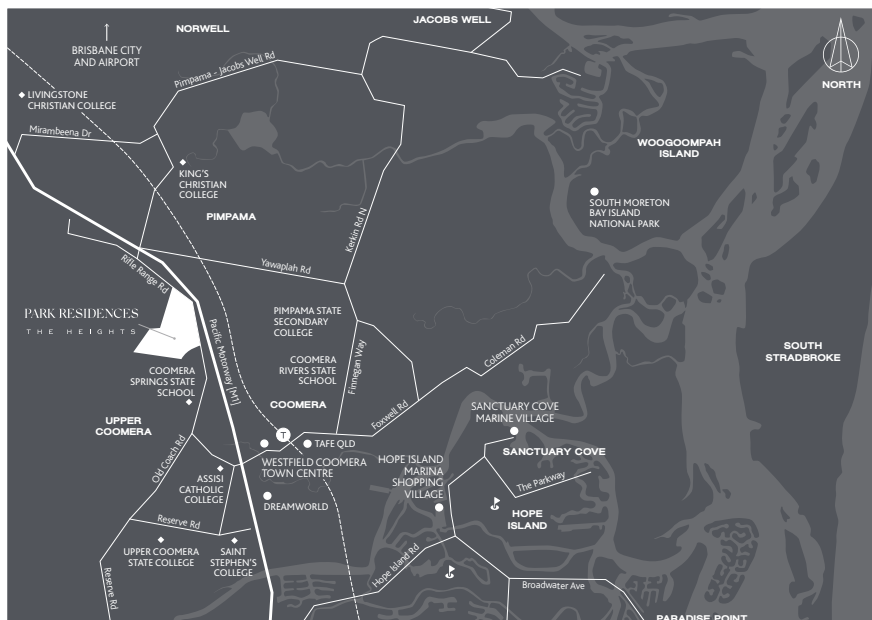 NORWELL
JACOBS WELL
BRISBANE CITY
AND AIRPORT
Pimpama - Jacobs Well Rd
NORTH
LIVINGSTONE
CHRISTIAN COLLEGE
Mirambeena Dr
WOOGOOMPAH
ISLAND
KING'S
CHRISTIAN
COLLEGE
SOUTH MORETON
BAY ISLAND
NATIONAL PARK
PIMPAMA
Kerkin Rd N
Rifle Range Rd
Yawaplah Rd
PARK RESIDENCES
THE HEIGHTS
PIMPAMA STATE
SECONDARY
COLLEGE
Pacific Motorway [M1]
COOMERA
RIVERS STATE
SCHOOL
Finnegan Way
Coleman Rd
SOUTH
STRADBROKE
COOMERA
SPRINGS STATE
SCHOOL
COOMERA
Foxwell Rd
SANCTUARY COVE
MARINE VILLAGE
UPPER
COOMERA
T
TAFE QLD
SANCTUARY COVE
Old Coach Rd
WESTFIELD COOMERA
TOWN CENTRE
HOPE ISLAND
MARINA
SHOPPING
VILLAGE
ASSISI
CATHOLIC
COLLEGE
The Parkway
DREAMWORLD
HOPE
ISLAND
Reserve Rd
UPPER COOMERA
STATE COLLEGE
SAINT
STEPHEN'S
COLLEGE
Hope Island Rd
Reserve Rd
Broadwater Ave
PARADISE POINT